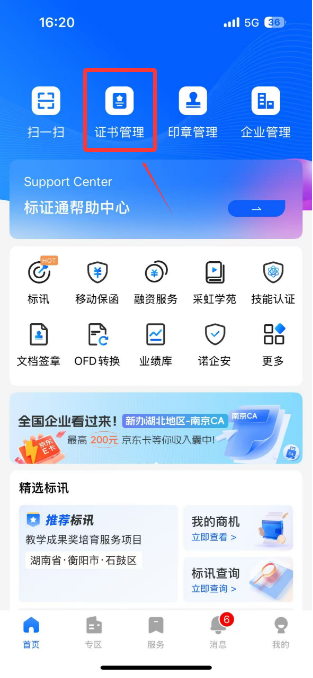 16:20
5G 36
扫一扫
证书管理
印章管理
企业管理
Support Center
标证通帮助中心
HOT
标讯
移动保函
融资服务
采虹学苑
技能认证
文档签章
OFD转换
业绩库
诺企安
更多
全国企业看过来！ 新办湖北地区-南京CA
南京CA
最高 200元 京东卡等你收入囊中!
E卡
精选标讯
推荐标讯
教学成果奖培育服务项目
湖南省·衡阳市·石鼓区
我的商机
立即查看 >
标讯查询
立即查询 >
6
首页
专区
服务
消息
我的